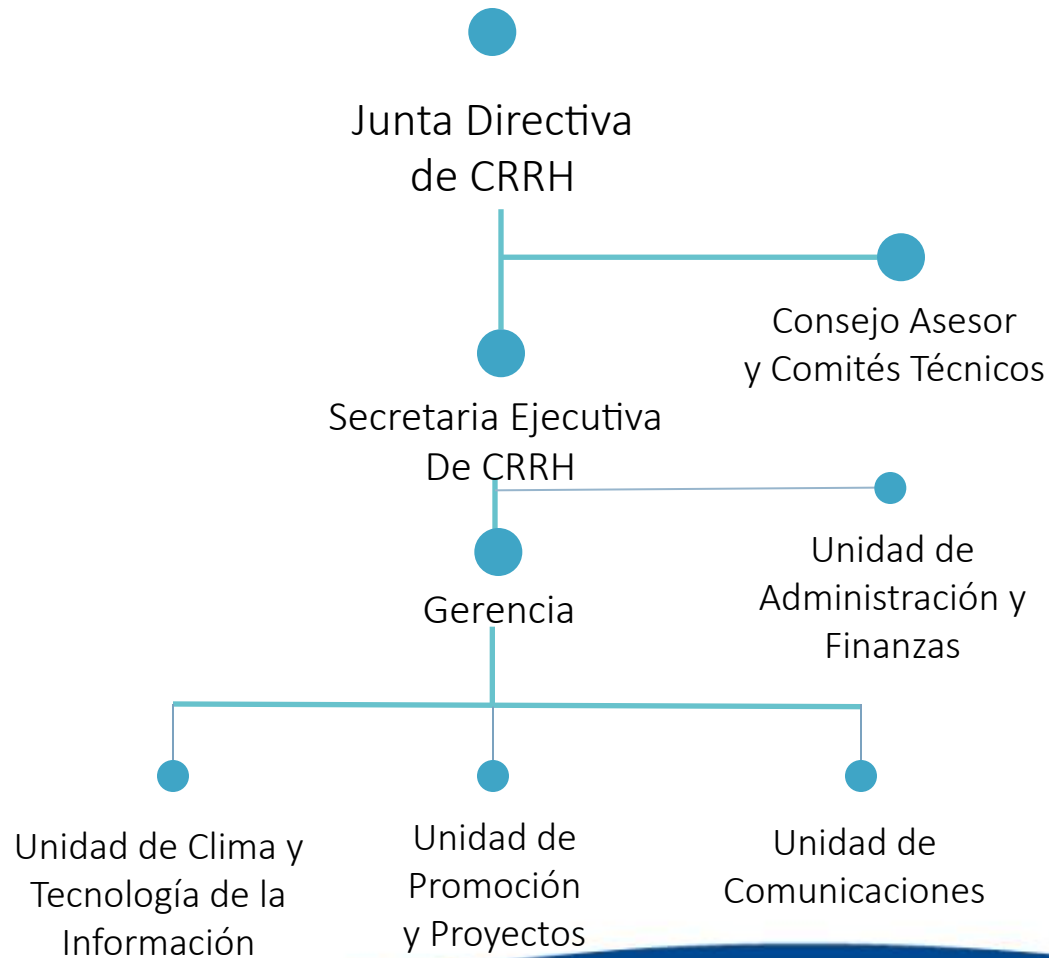 Junta Directiva
de CRRH
Consejo Asesor
y Comités Técnicos
Secretaria Ejecutiva
De CRRH
Unidad de
Administración y
Finanzas
Gerencia
Unidad de Clima y
Tecnología de la
Información
Unidad de
Promoción
y Proyectos
Unidad de
Comunicaciones